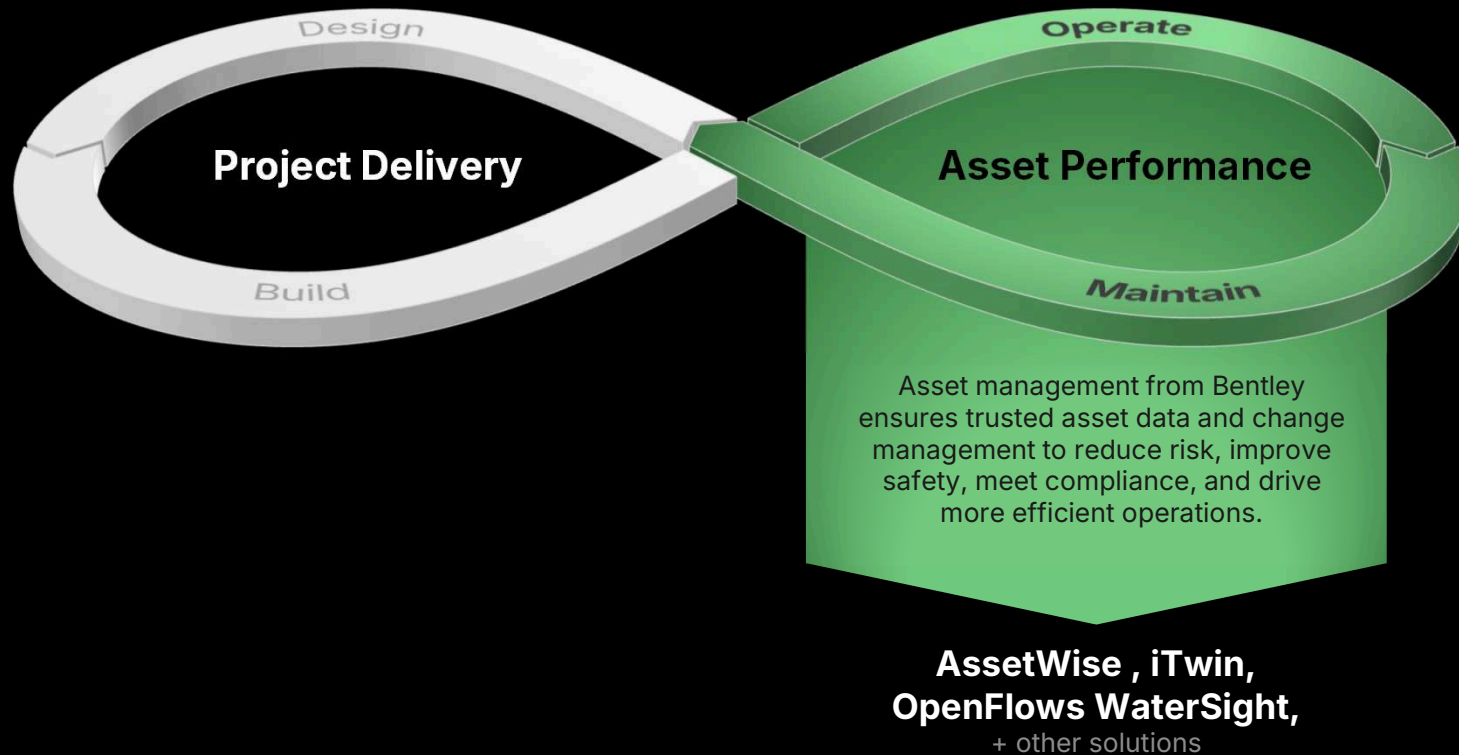 Design
Operate
Project Delivery
Asset Performance
Build
Maintain
Asset management from Bentley
ensures trusted asset data and change
management to reduce risk, improve
safety, meet compliance, and drive
more efficient operations.
AssetWise , iTwin,
OpenFlows WaterSight,
+ other solutions